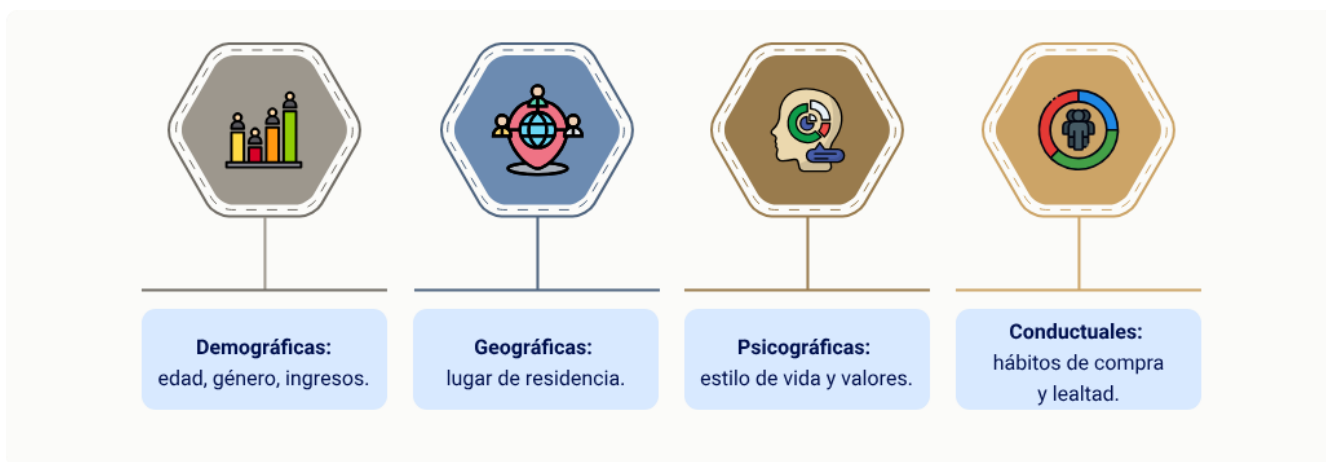 Demográficas:
edad, género, ingresos.
Geográficas:
lugar de residencia.
Psicográficas:
estilo de vida y valores.
Conductuales:
hábitos de compra
y lealtad.